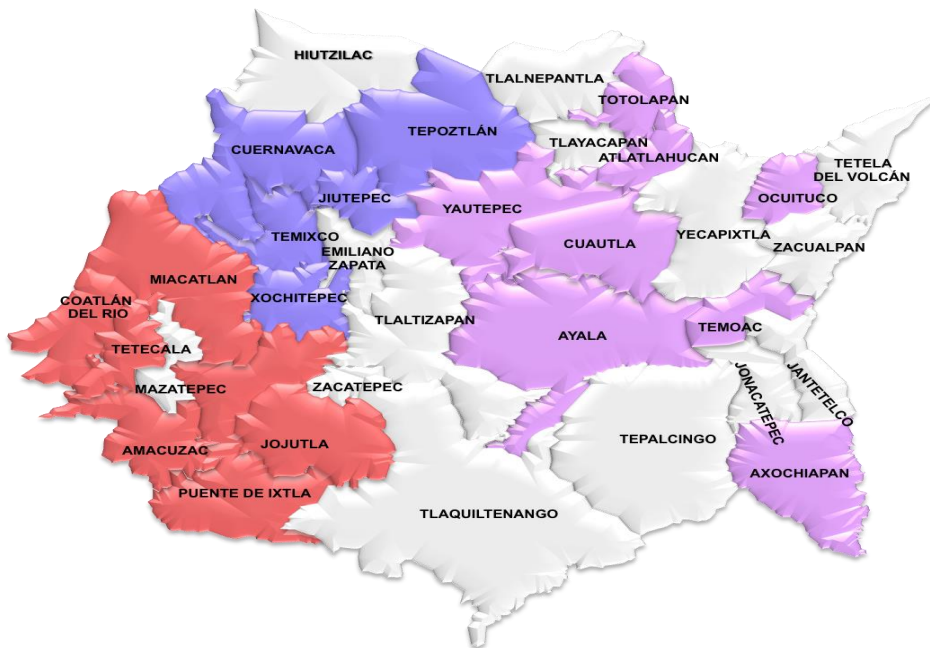 HIUTZILAC
TLALNEPANTLA
TOTOLAPAN
TEPOZTLÁN
CUERNAVACA
TLAYACAPAN
ATLATLAHUCAN
TETELA
DEL VOLCÁN
JIUTEPEC
OCUITUCO
YAUTEPEC
TEMIXCO
CUAUTLA
YECAPIXTLA
ZACUALPAN
EMILIANO
ZAPATA
MIACATLAN
XOCHITEPEC
COATLÁN
DEL RIO
TLALTIZAPAN
AYALA
TEMOAC
TETECALA
MAZATEPEC
ZACATEPEC
JONACATEPEC
JANTETELCO
AMACUZAC
JOJUTLA
TEPALCINGO
AXOCHIAPAN
PUENTE DE IXTLA
TLAQUILTENANGO